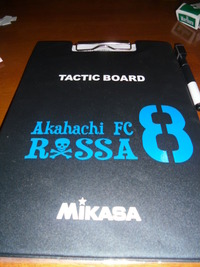 TACTIC BOARD
Akahachi FC
ROSSA 8
MIKASA